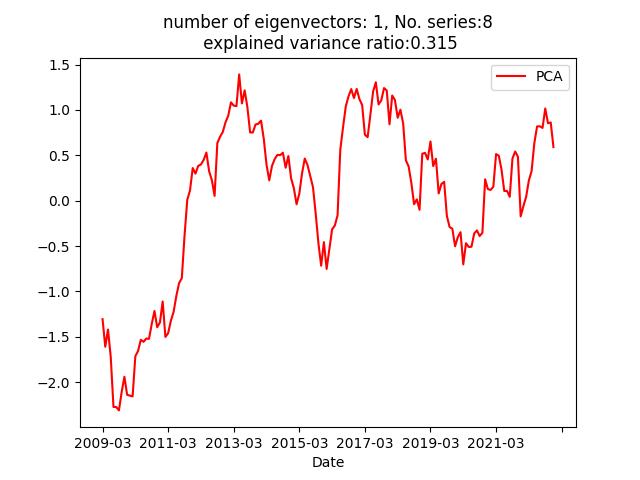 number of eigenvectors: 1, No. series:8
explained variance ratio:0.315
PCA
1.5
1.0
0.5
0.0
−0.5
−1.0
−1.5
−2.0
2009-03 2011-03 2013-03 2015-03 2017-03 2019-03 2021-03
Date